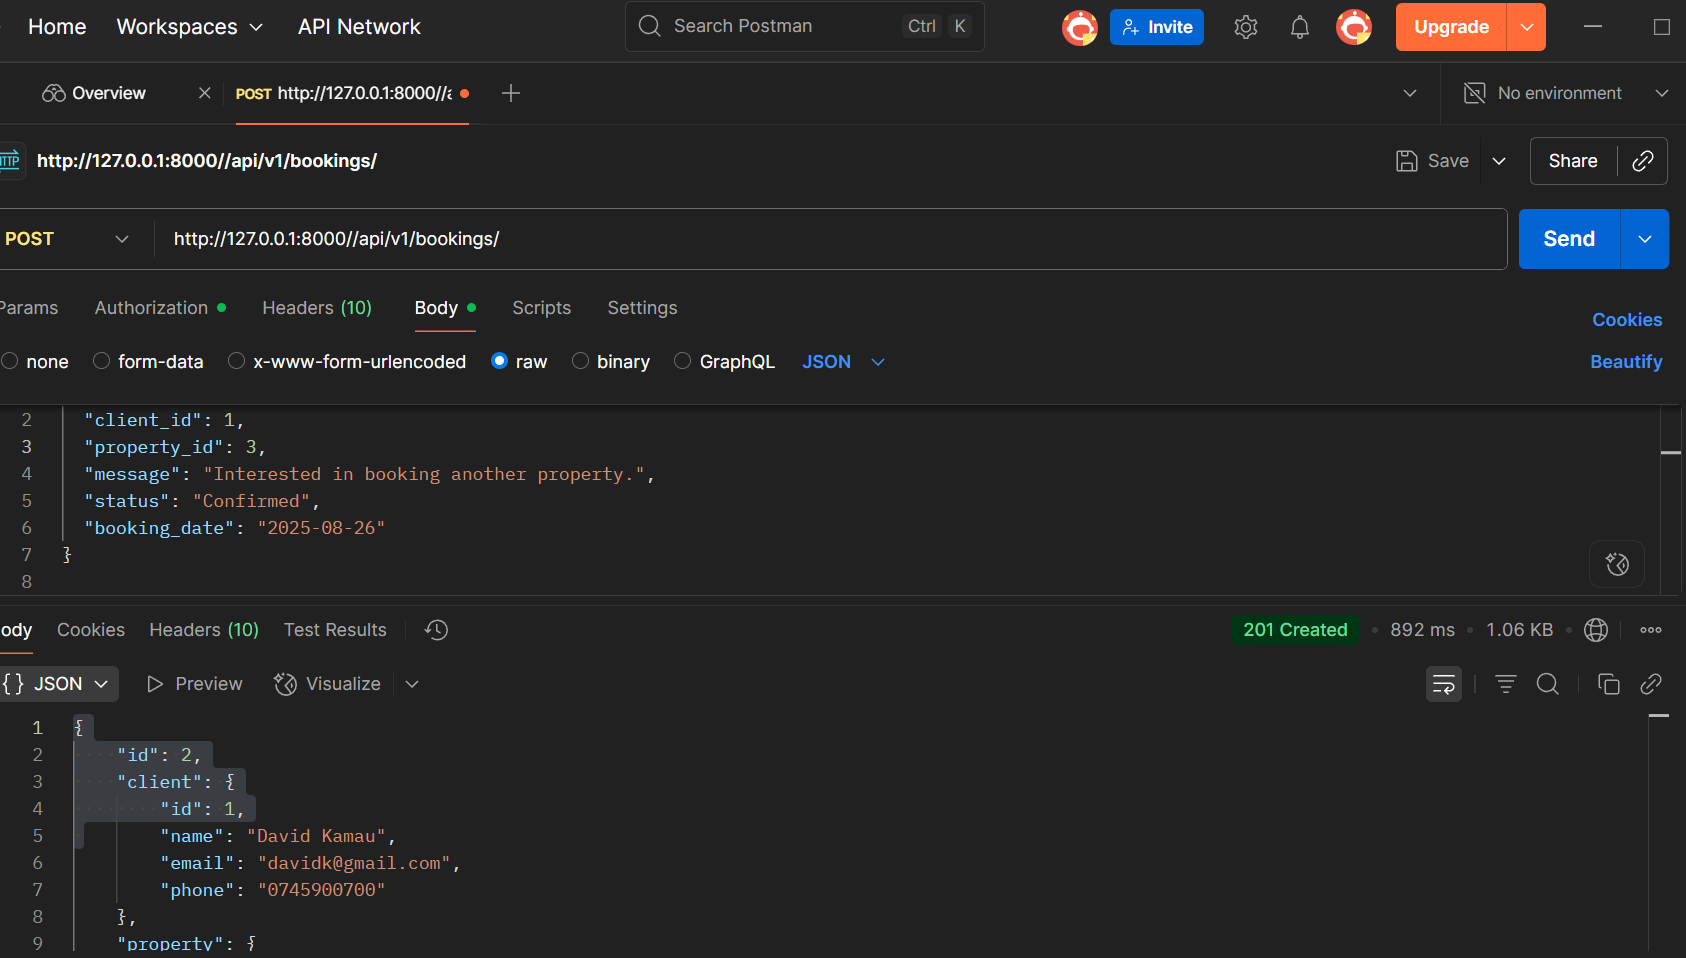 Home Workspaces API Network Search Postman Ctrl K Invite Upgrade
Overview POST http://127.0.0.1:8000//a No environment
HTTP http://127.0.0.1:8000//api/v1/bookings/ Save Share
POST http://127.0.0.1:8000//api/v1/bookings/ Send
Params Authorization Headers (10) Body Scripts Settings Cookies
none form-data x-www-form-urlencoded raw binary GraphQL JSON Beautify
2 "client_id": 1,
3 "property_id": 3,
4 "message": "Interested in booking another property.",
5 "status": "Confirmed",
6 "booking_date": "2025-08-26"
7 }
8
ody Cookies Headers (10) Test Results 201 Created • 892 ms • 1.06 KB •
{} JSON Preview Visualize
1 {
2 "id": 2,
3 "client": {
4 "id": 1,
5 "name": "David Kamau",
6 "email": "davidk@gmail.com",
7 "phone": "0745900700"
8 },
9 "property": {